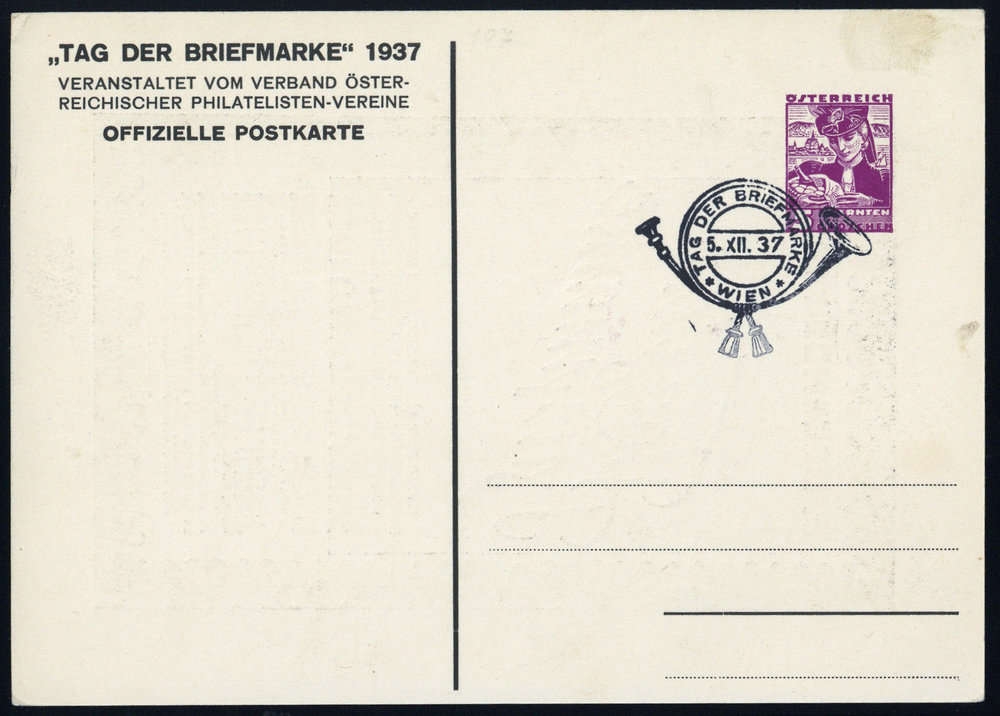 „TAG DER BRIEFMARKE“ 1937
VERANSTALTET VOM VERBAND ÖSTER-
REICHISCHER PHILATELISTEN-VEREINE
OFFIZIELLE POSTKARTE
107
ÖSTERREICH
TAG DER BRIEFMARKE
5. XII. 37
* WIEN *